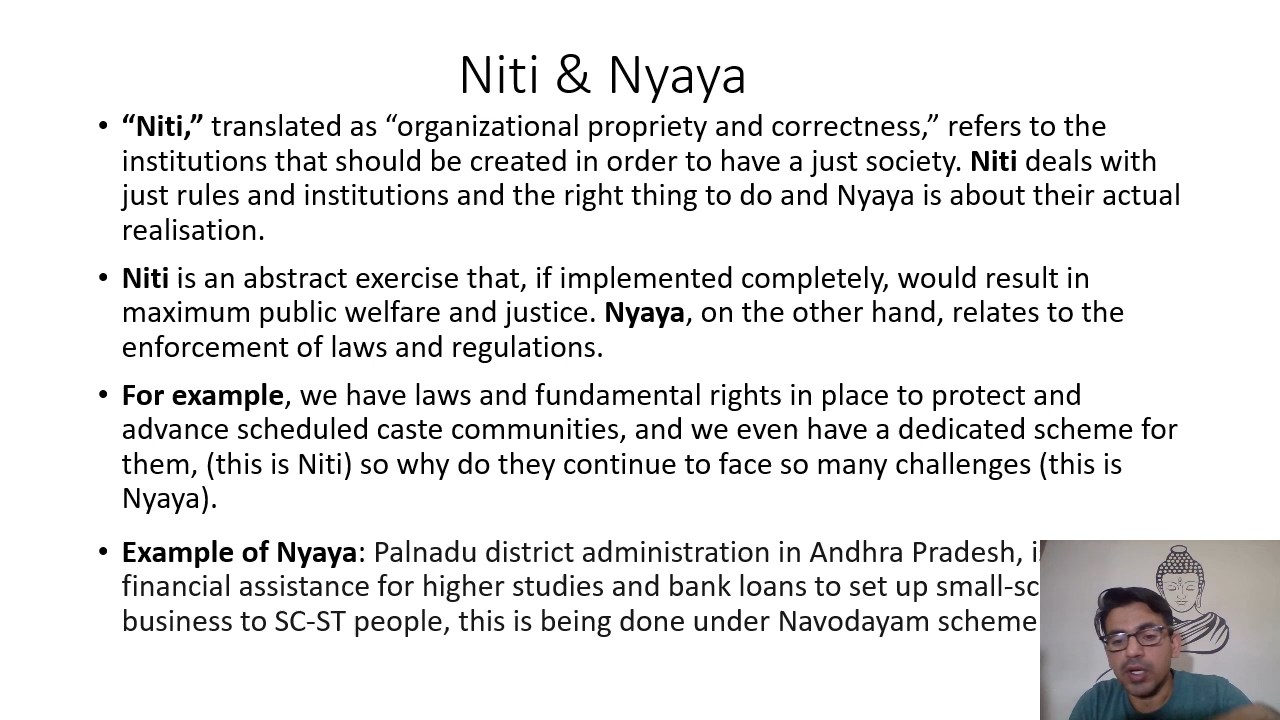 Niti & Nyaya
• “Niti,” translated as “organizational propriety and correctness,” refers to the
institutions that should be created in order to have a just society. Niti deals with
just rules and institutions and the right thing to do and Nyaya is about their actual
realisation.
• Niti is an abstract exercise that, if implemented completely, would result in
maximum public welfare and justice. Nyaya, on the other hand, relates to the
enforcement of laws and regulations.
• For example, we have laws and fundamental rights in place to protect and
advance scheduled caste communities, and we even have a dedicated scheme for
them, (this is Niti) so why do they continue to face so many challenges (this is
Nyaya).
• Example of Nyaya: Palnadu district administration in Andhra Pradesh,
financial assistance for higher studies and bank loans to set up
business to SC-ST people, this is being done under Navodayam scheme